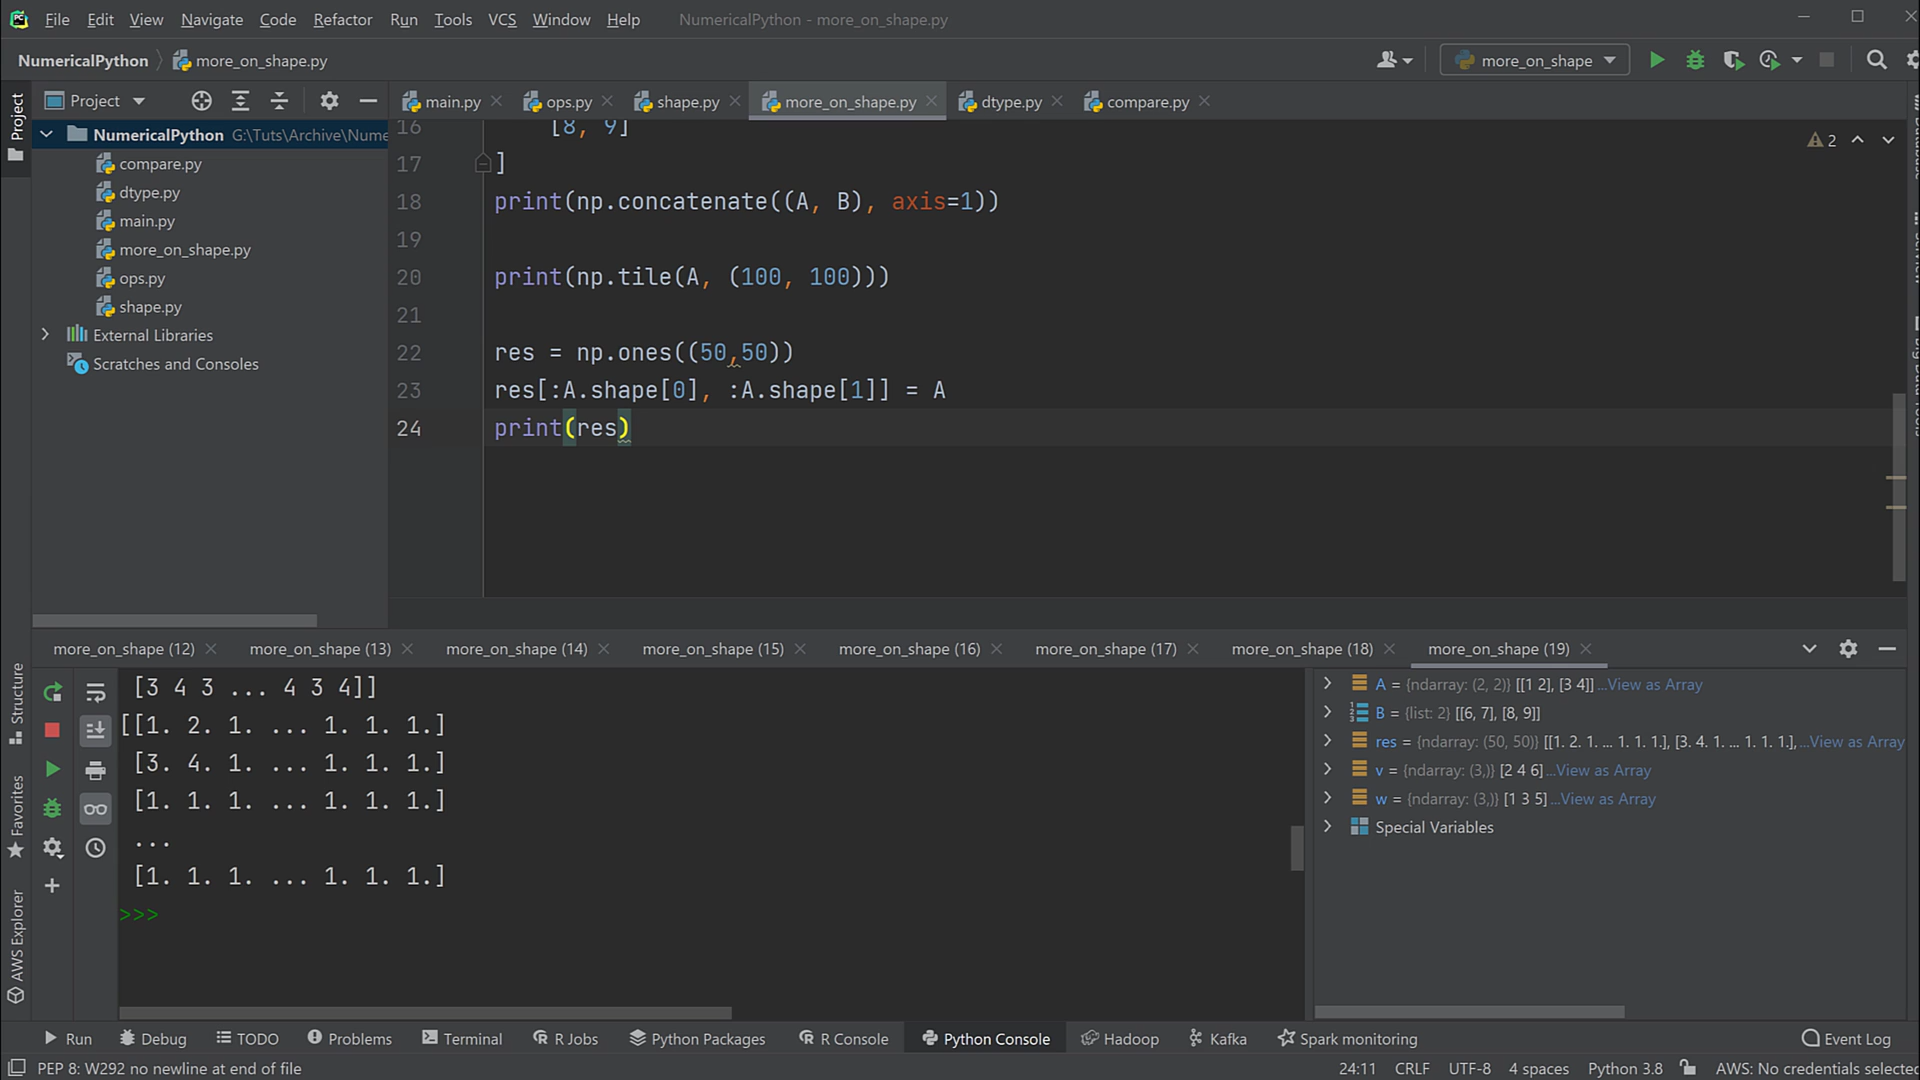 File Edit View Navigate Code Refactor Run Tools VCS Window Help NumericalPython - more_on_shape.py
NumericalPython more_on_shape.py more_on_shape
Project
Project main.py ops.py shape.py more_on_shape.py dtype.py compare.py
NumericalPython G:\Tuts\Archive\Nume
compare.py
dtype.py
main.py
more_on_shape.py
ops.py
shape.py
External Libraries
Scratches and Consoles
2
16 [8, 9]
17 ]
18 print(np.concatenate((A, B), axis=1))
19
20 print(np.tile(A, (100, 100)))
21
22 res = np.ones((50,50))
23 res[:A.shape[0], :A.shape[1]] = A
24 print(res)
Database
SciView
Big Data Tools
more_on_shape (12) more_on_shape (13) more_on_shape (14) more_on_shape (15) more_on_shape (16) more_on_shape (17) more_on_shape (18) more_on_shape (19)
Structure
Favorites
AWS Explorer
[3 4 3 ... 4 3 4]]
[[1. 2. 1. ... 1. 1. 1.]
[3. 4. 1. ... 1. 1. 1.]
[1. 1. 1. ... 1. 1. 1.]
...
[1. 1. 1. ... 1. 1. 1.]
>>>
A = {ndarray: (2, 2)} [[1 2], [3 4]] ...View as Array
B = {list: 2} [[6, 7], [8, 9]]
res = {ndarray: (50, 50)} [[1. 2. 1. ... 1. 1. 1.], [3. 4. 1. ... 1. 1. 1.], ...View as Array
v = {ndarray: (3,)} [2 4 6] ...View as Array
w = {ndarray: (3,)} [1 3 5] ...View as Array
Special Variables
Run Debug TODO Problems Terminal R Jobs Python Packages R Console Python Console Hadoop Kafka Spark monitoring Event Log
PEP 8: W292 no newline at end of file 24:11 CRLF UTF-8 4 spaces Python 3.8 AWS: No credentials selected